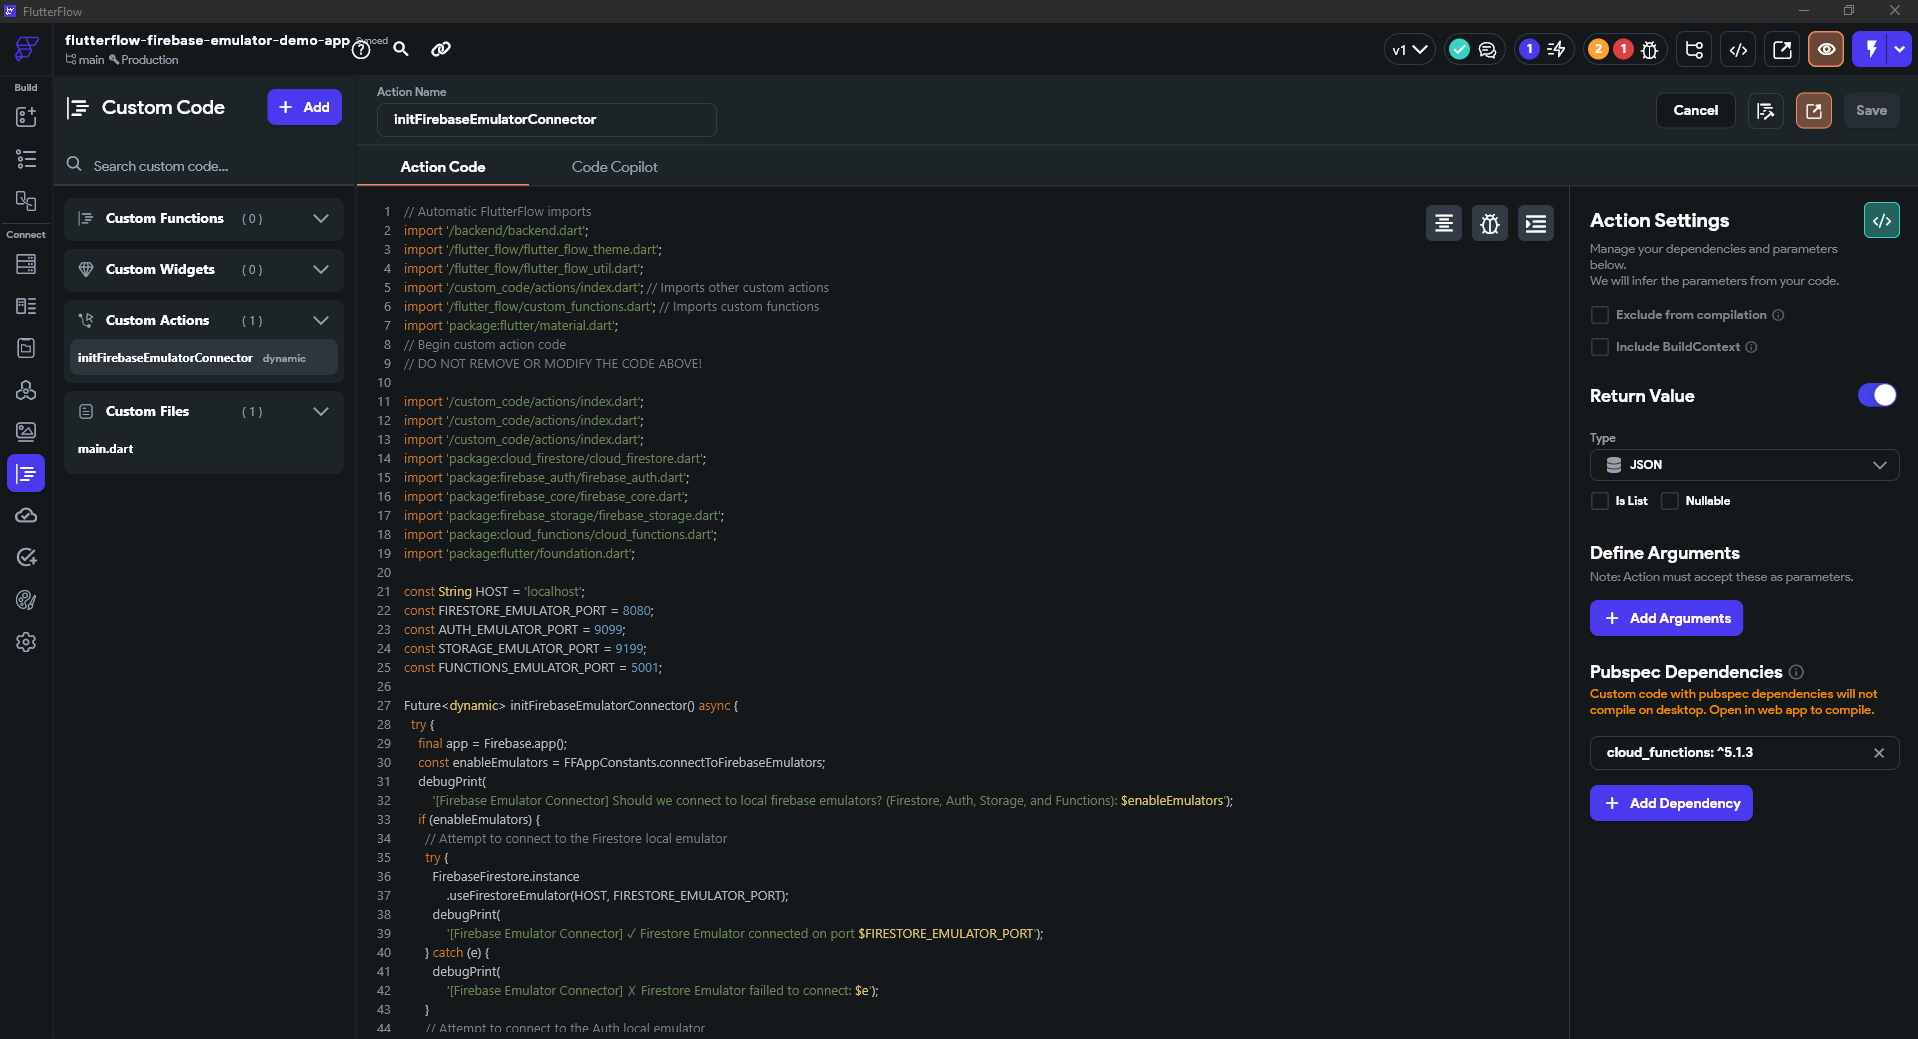 FlutterFlow
flutterflow-firebase-emulator-demo-app
Synced
main Production
v1
1
2
1
Build
Connect
Custom Code
+ Add
Search custom code...
Custom Functions ( 0 )
Custom Widgets ( 0 )
Custom Actions ( 1 )
initFirebaseEmulatorConnector dynamic
Custom Files ( 1 )
main.dart
Action Name
initFirebaseEmulatorConnector
Cancel
Save
Action Code
Code Copilot
1 // Automatic FlutterFlow imports
2 import '/backend/backend.dart';
3 import '/flutter_flow/flutter_flow_theme.dart';
4 import '/flutter_flow/flutter_flow_util.dart';
5 import '/custom_code/actions/index.dart'; // Imports other custom actions
6 import '/flutter_flow/custom_functions.dart'; // Imports custom functions
7 import 'package:flutter/material.dart';
8 // Begin custom action code
9 // DO NOT REMOVE OR MODIFY THE CODE ABOVE!
10
11 import '/custom_code/actions/index.dart';
12 import '/custom_code/actions/index.dart';
13 import '/custom_code/actions/index.dart';
14 import 'package:cloud_firestore/cloud_firestore.dart';
15 import 'package:firebase_auth/firebase_auth.dart';
16 import 'package:firebase_core/firebase_core.dart';
17 import 'package:firebase_storage/firebase_storage.dart';
18 import 'package:cloud_functions/cloud_functions.dart';
19 import 'package:flutter/foundation.dart';
20
21 const String HOST = 'localhost';
22 const FIRESTORE_EMULATOR_PORT = 8080;
23 const AUTH_EMULATOR_PORT = 9099;
24 const STORAGE_EMULATOR_PORT = 9199;
25 const FUNCTIONS_EMULATOR_PORT = 5001;
26
27 Future<dynamic> initFirebaseEmulatorConnector() async {
28 try {
29 final app = Firebase.app();
30 const enableEmulators = FFAppConstants.connectToFirebaseEmulators;
31 debugPrint(
32 '[Firebase Emulator Connector] Should we connect to local firebase emulators? (Firestore, Auth, Storage, and Functions): $enableEmulators');
33 if (enableEmulators) {
34 // Attempt to connect to the Firestore local emulator
35 try {
36 FirebaseFirestore.instance
37 .useFirestoreEmulator(HOST, FIRESTORE_EMULATOR_PORT);
38 debugPrint(
39 '[Firebase Emulator Connector] ✓ Firestore Emulator connected on port $FIRESTORE_EMULATOR_PORT');
40 } catch (e) {
41 debugPrint(
42 '[Firebase Emulator Connector] ✗ Firestore Emulator failled to connect: $e');
43 }
44 // Attempt to connect to the Auth local emulator
Action Settings
Manage your dependencies and parameters
below.
We will infer the parameters from your code.
Exclude from compilation
Include BuildContext
Return Value
Type
JSON
Is List
Nullable
Define Arguments
Note: Action must accept these as parameters.
+ Add Arguments
Pubspec Dependencies
Custom code with pubspec dependencies will not
compile on desktop. Open in web app to compile.
cloud_functions: ^5.1.3
+ Add Dependency